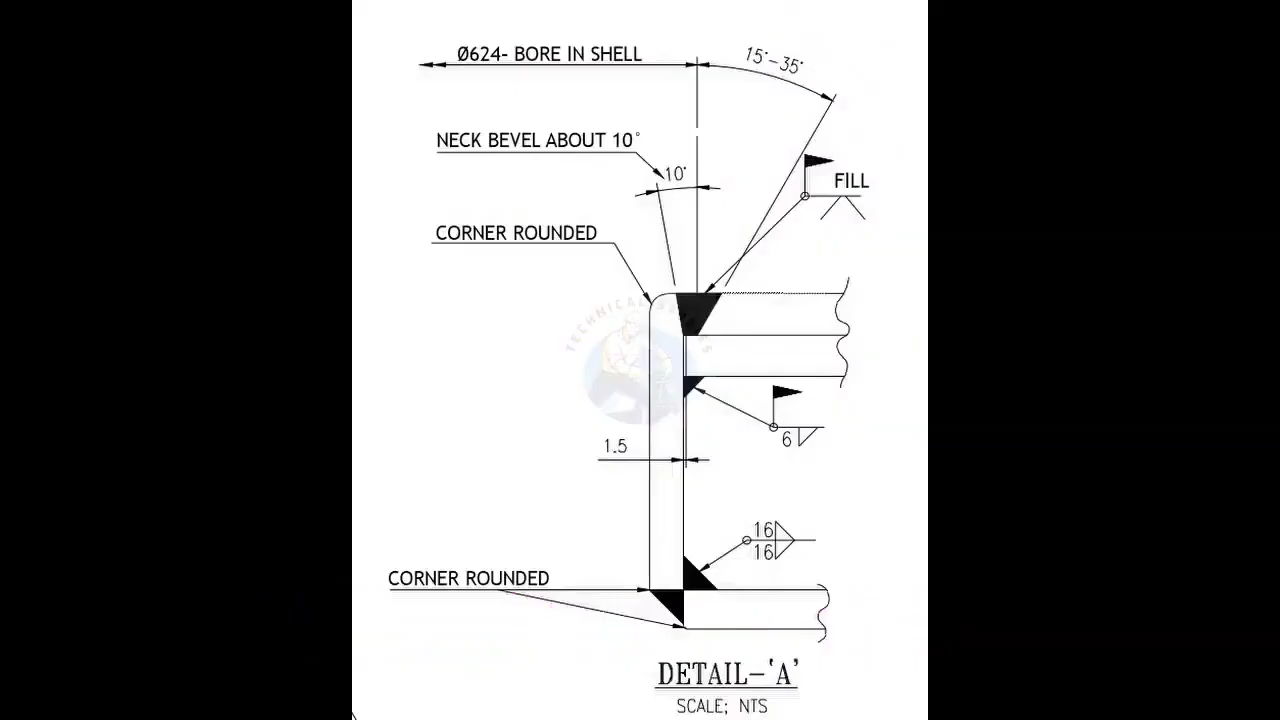 Ø624- BORE IN SHELL
15°-35°
NECK BEVEL ABOUT 10°
10°
FILL
CORNER ROUNDED
6
1.5
16
16
CORNER ROUNDED
DETAIL-'A'
SCALE; NTS